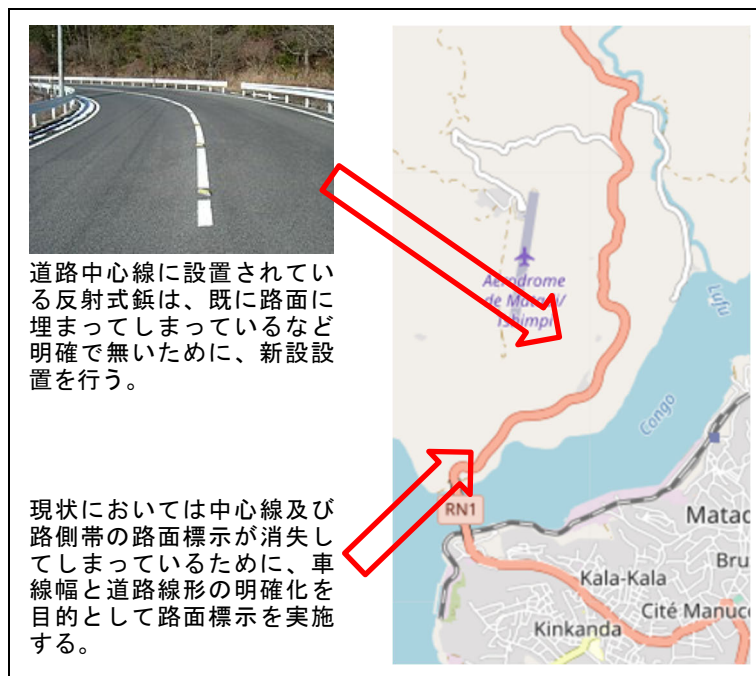 道路中心線に設置されてい
る反射式鋲は、既に路面に
埋まってしまっているなど
明確で無いために、新設設
置を行う。
現状においては中心線及び
路側帯の路面標示が消失し
てしまっているために、車
線幅と道路線形の明確化を
目的として路面標示を実施
する。
Aérodrome
de Matadi/
Tshimpi
Lufu
Congo
RN1
Matad
Bru
Kala-Kala
Cité Manuc
Kinkanda